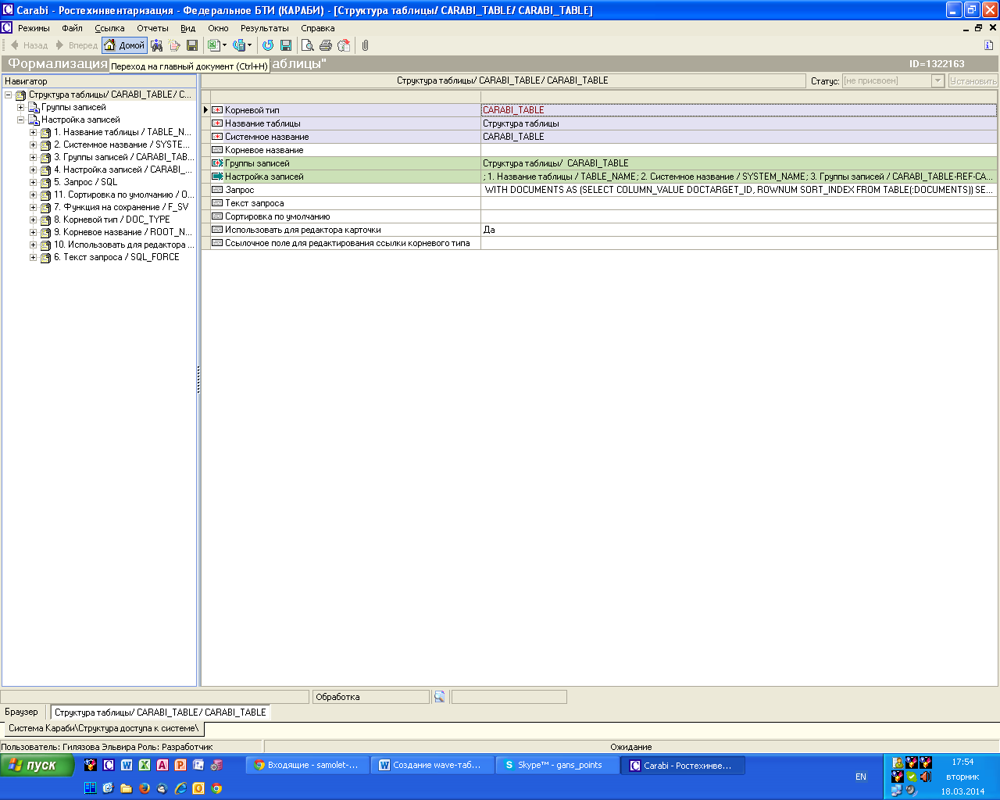 Carabi - Ростехинвентаризация - Федеральное БТИ (КАРАБИ) - [Структура таблицы/ CARABI_TABLE/ CARABI_TABLE]
Режимы Файл Ссылка Отчеты Вид Окно Результаты Справка
Назад Вперед Домой
Формализация аблицы" ID=1322163
Переход на главный документ (Ctrl+H)
Навигатор
Структура таблицы/ CARABI_TABLE/ CARABI_TABLE Статус: [не присвоен] Установить
Структура таблицы/ CARABI_TABLE/ C...
Группы записей
Настройка записей
1. Название таблицы / TABLE_N...
2. Системное название / SYSTE...
3. Группы записей / CARABI_TAB...
4. Настройка записей / CARABI_...
5. Запрос / SQL
11. Сортировка по умолчанию / O...
7. Функция на сохранение / F_SV
8. Корневой тип / DOC_TYPE
9. Корневое название / ROOT_N...
10. Использовать для редактора ...
6. Текст запроса / SQL_FORCE
Корневой тип CARABI_TABLE
Название таблицы Структура таблицы
Системное название CARABI_TABLE
Корневое название
Группы записей Структура таблицы/ CARABI_TABLE
Настройка записей ; 1. Название таблицы / TABLE_NAME; 2. Системное название / SYSTEM_NAME; 3. Группы записей / CARABI_TABLE-REF-CA...
Запрос WITH DOCUMENTS AS (SELECT COLUMN_VALUE DOCTARGET_ID, ROWNUM SORT_INDEX FROM TABLE(:DOCUMENTS)) SE...
Текст запроса
Сортировка по умолчанию
Использовать для редактора карточки Да
Ссылочное поле для редактирования ссылки корневого типа
Обработка
Браузер Структура таблицы/ CARABI_TABLE/ CARABI_TABLE
Система Караби\Структура доступа к системе\
Пользователь: Гилязова Эльвира Роль: Разработчик Ожидание
пуск Входящие - samolet-... Создание wave-таб... Skype™ - gans_points Carabi - Ростехинве... EN 17:54
вторник
18.03.2014